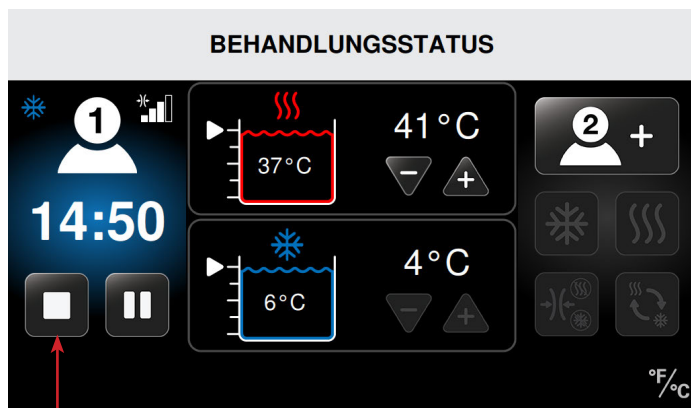 BEHANDLUNGSSTATUS
1
14:50
37°C
41°C
6°C
4°C
2 +
°F/°C